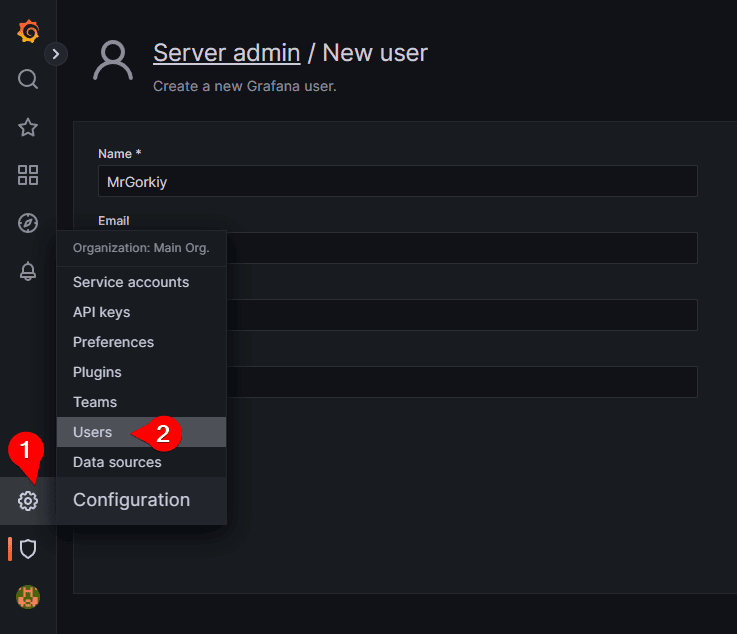 Server admin / New user
Create a new Grafana user.
Name *
MrGorkiy
Email
Organization: Main Org.
Service accounts
API keys
Preferences
Plugins
Teams
Users
2
Data sources
1
Configuration